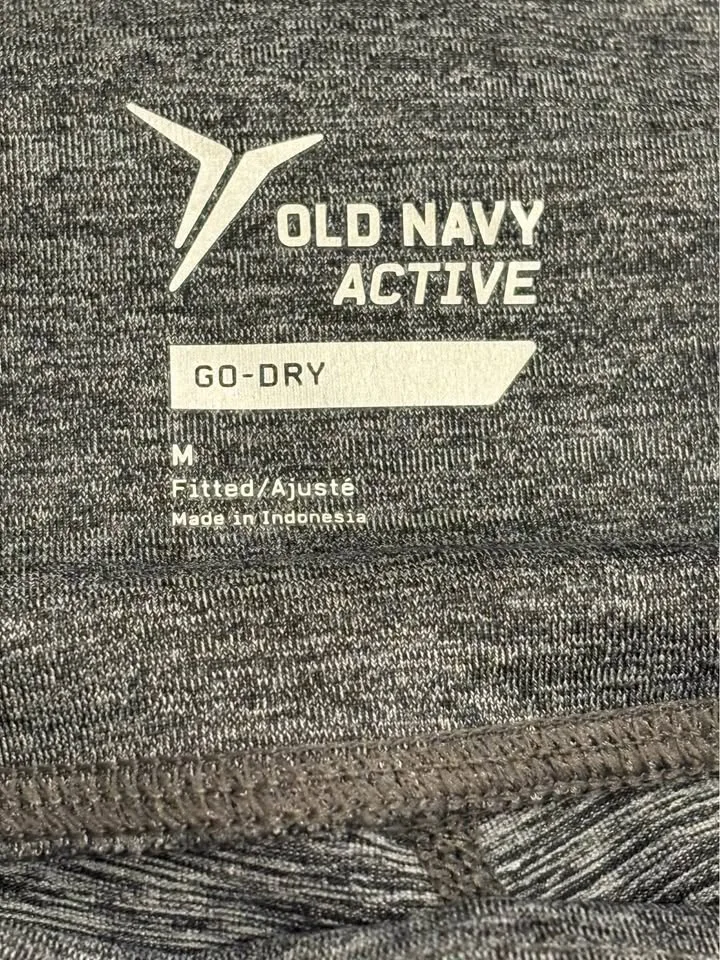 OLD NAVY
ACTIVE
GO-DRY
M
Fitted/Ajusté
Made in Indonesia